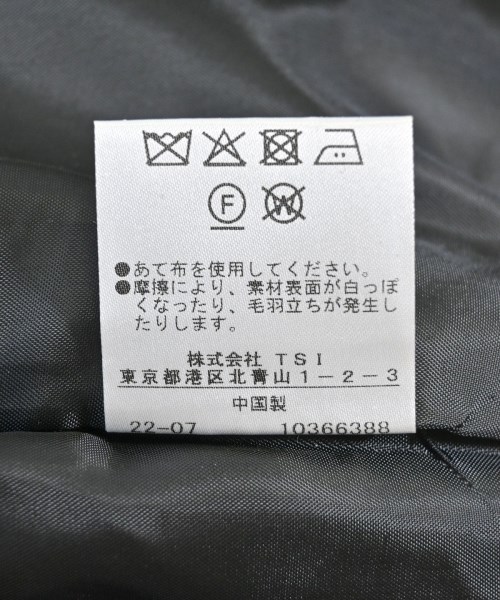 F W
●あて布を使用してください。
●摩擦により、素材表面が白っぽ
くなったり、毛羽立ちが発生し
たりします。
株式会社 TSI
東京都港区北青山1-2-3
中国製
22-07 10366388